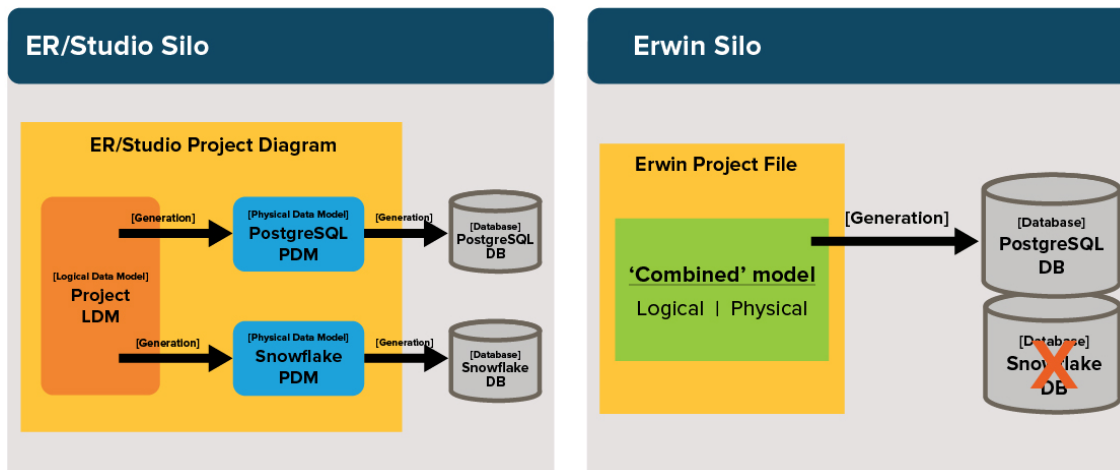 ER/Studio Silo
ER/Studio Project Diagram
[Logical Data Model]
Project
LDM
[Generation]
[Physical Data Model]
PostgreSQL
PDM
[Generation]
[Database]
PostgreSQL
DB
[Generation]
[Physical Data Model]
Snowflake
PDM
[Generation]
[Database]
Snowflake
DB
Erwin Silo
Erwin Project File
‘Combined’ model
Logical | Physical
[Generation]
[Database]
PostgreSQL
DB
[Database]
Snowflake
DB